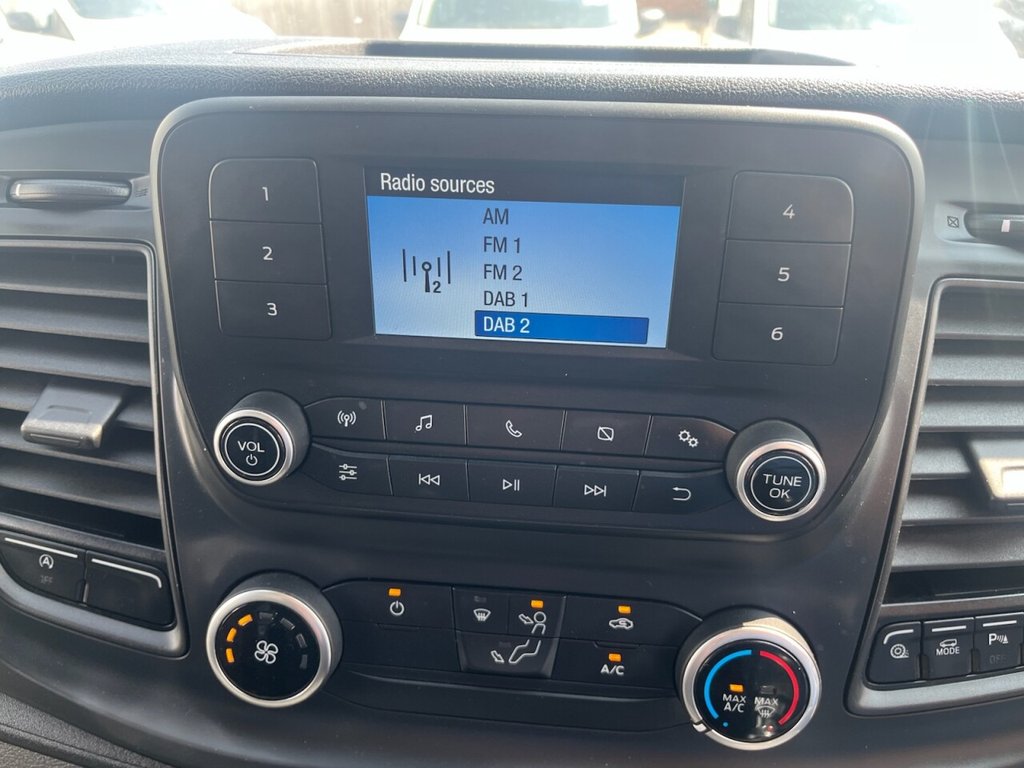 Radio sources
AM
FM 1
FM 2
DAB 1
DAB 2
2
1
2
3
4
5
6
VOL
TUNE
OK
A
OFF
A/C
MAX
A/C
MAX
MODE
P
OFF